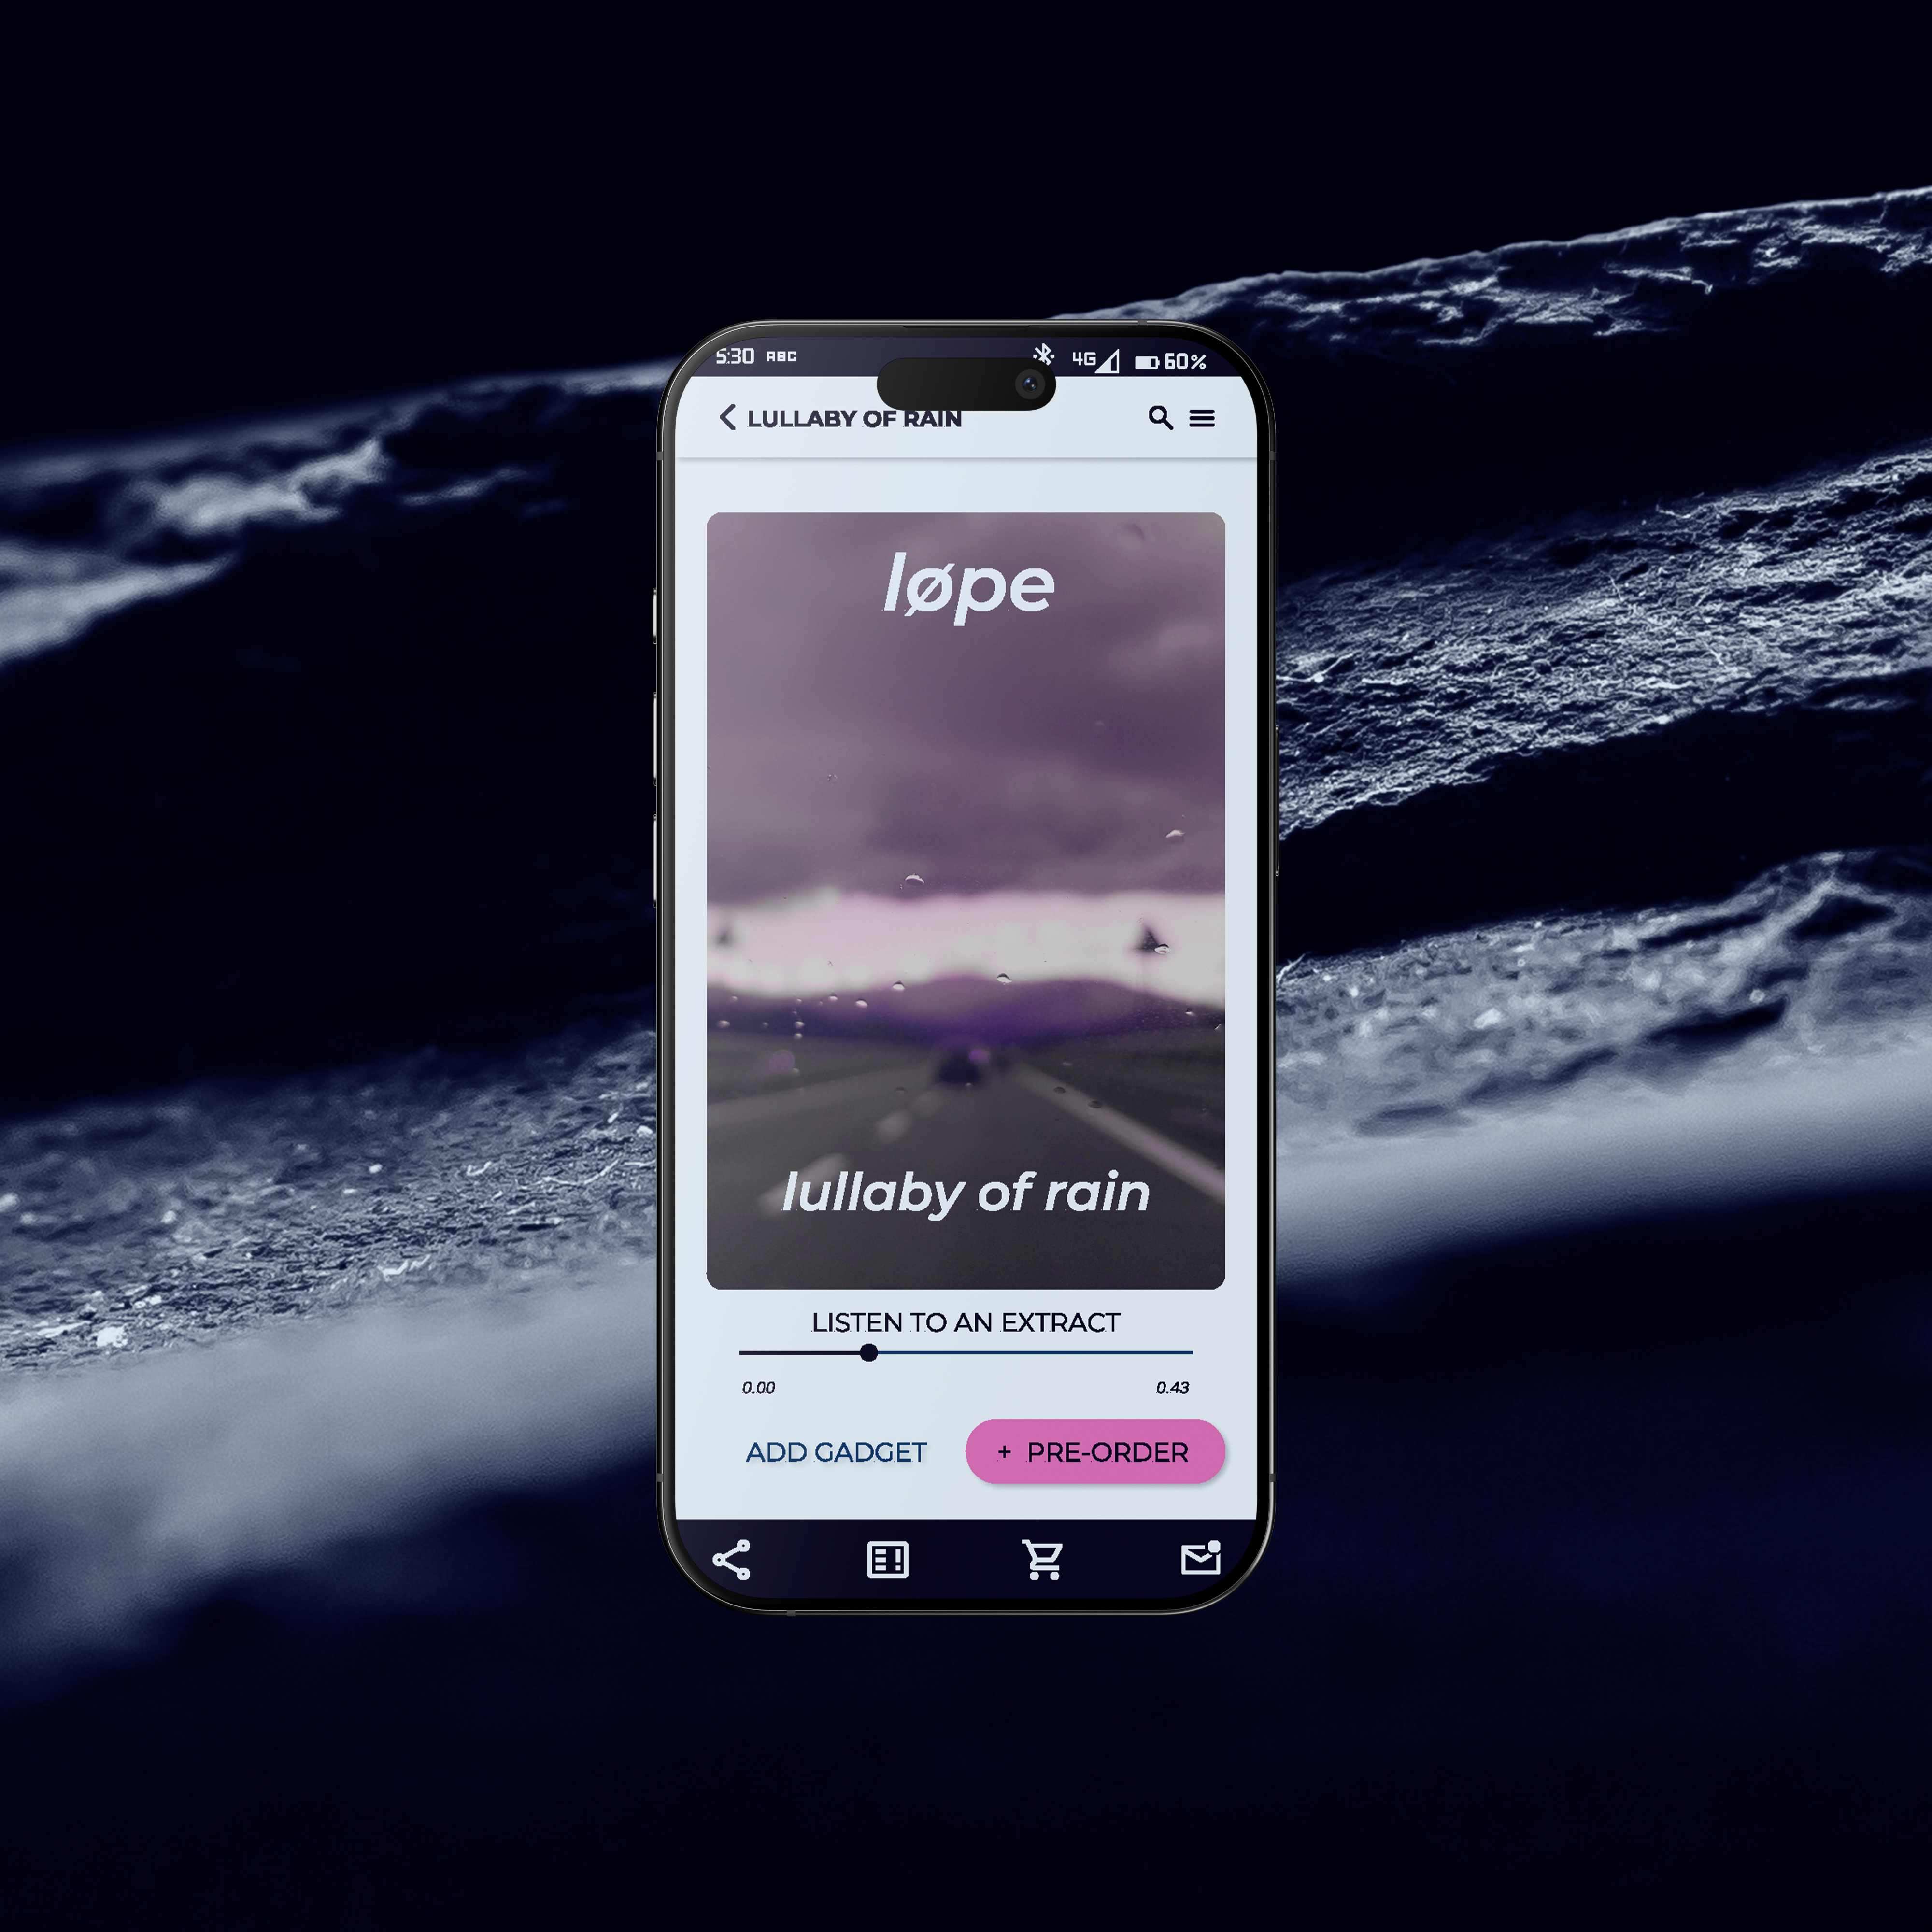 5:30 ABC 4G 60%
LULLABY OF RAIN
løpe
lullaby of rain
LISTEN TO AN EXTRACT
0.00 0.43
ADD GADGET + PRE-ORDER